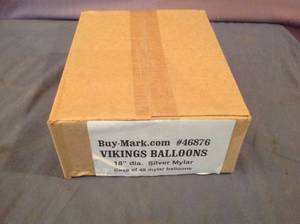 Buy-Mark.com #46876
VIKINGS BALLOONS
18" dia. Silver Mylar
Case of 48 mylar balloons